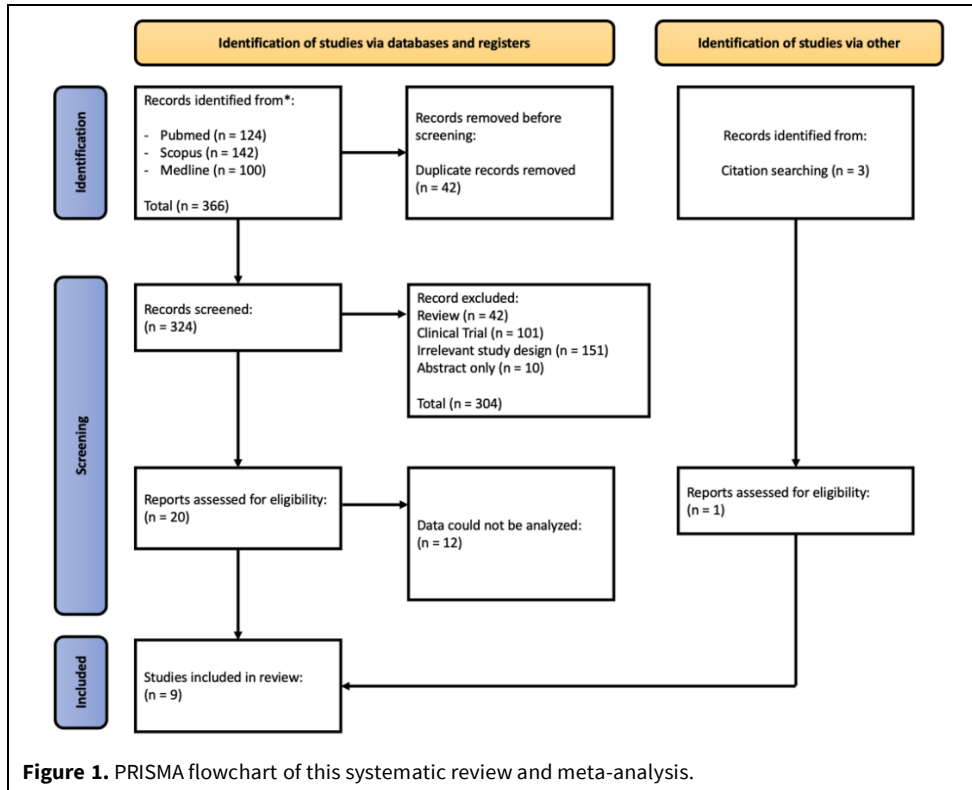 Identification of studies via databases and registers
Identification of studies via other
Identification
Records identified from*:
- Pubmed (n = 124)
- Scopus (n = 142)
- Medline (n = 100)
Total (n = 366)
Records removed before
screening:
Duplicate records removed
(n = 42)
Records identified from:
Citation searching (n = 3)
Screening
Records screened:
(n = 324)
Record excluded:
Review (n = 42)
Clinical Trial (n = 101)
Irrelevant study design (n = 151)
Abstract only (n = 10)
Total (n = 304)
Reports assessed for eligibility:
(n = 20)
Data could not be analyzed:
(n = 12)
Reports assessed for eligibility:
(n = 1)
Included
Studies included in review:
(n = 9)
Figure 1. PRISMA flowchart of this systematic review and meta-analysis.